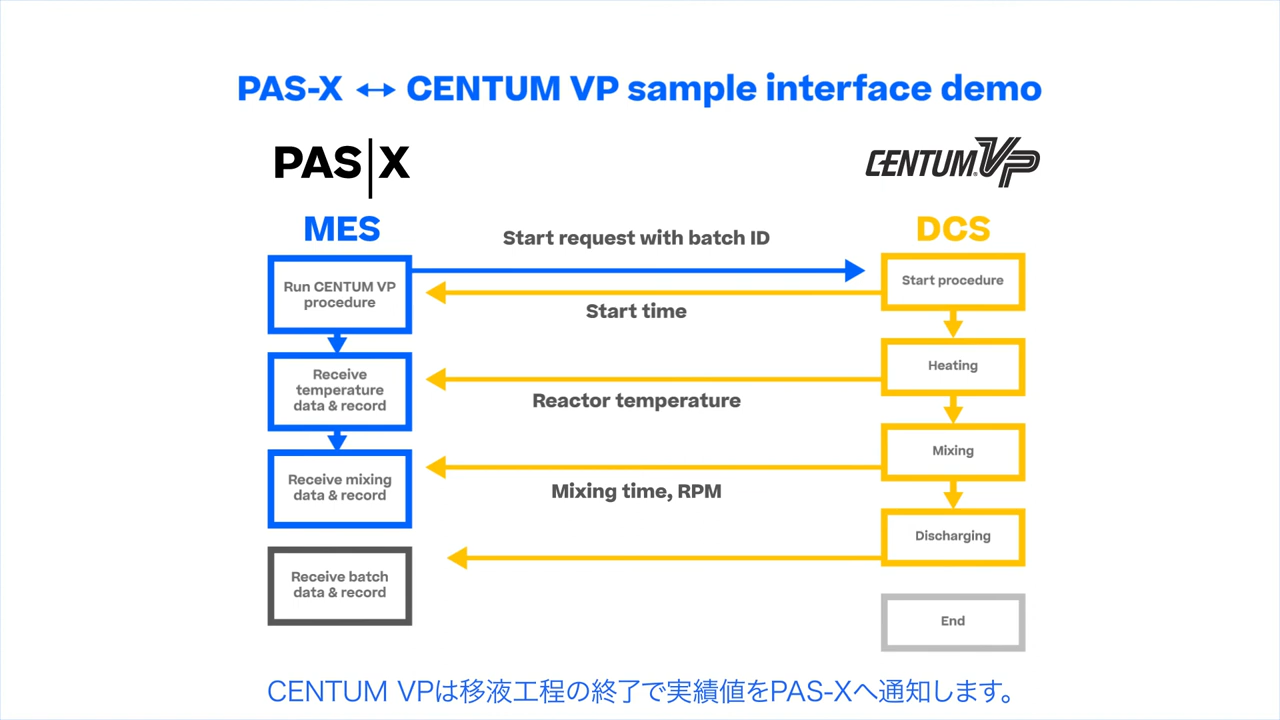 PAS-X ↔ CENTUM VP sample interface demo
PAS|X
CENTUM VP
MES
DCS
Start request with batch ID
Run CENTUM VP
procedure
Start procedure
Start time
Receive
temperature
data & record
Heating
Reactor temperature
Receive mixing
data & record
Mixing
Mixing time, RPM
Discharging
Receive batch
data & record
End
CENTUM VPは移液工程の終了で実績値をPAS-Xへ通知します。